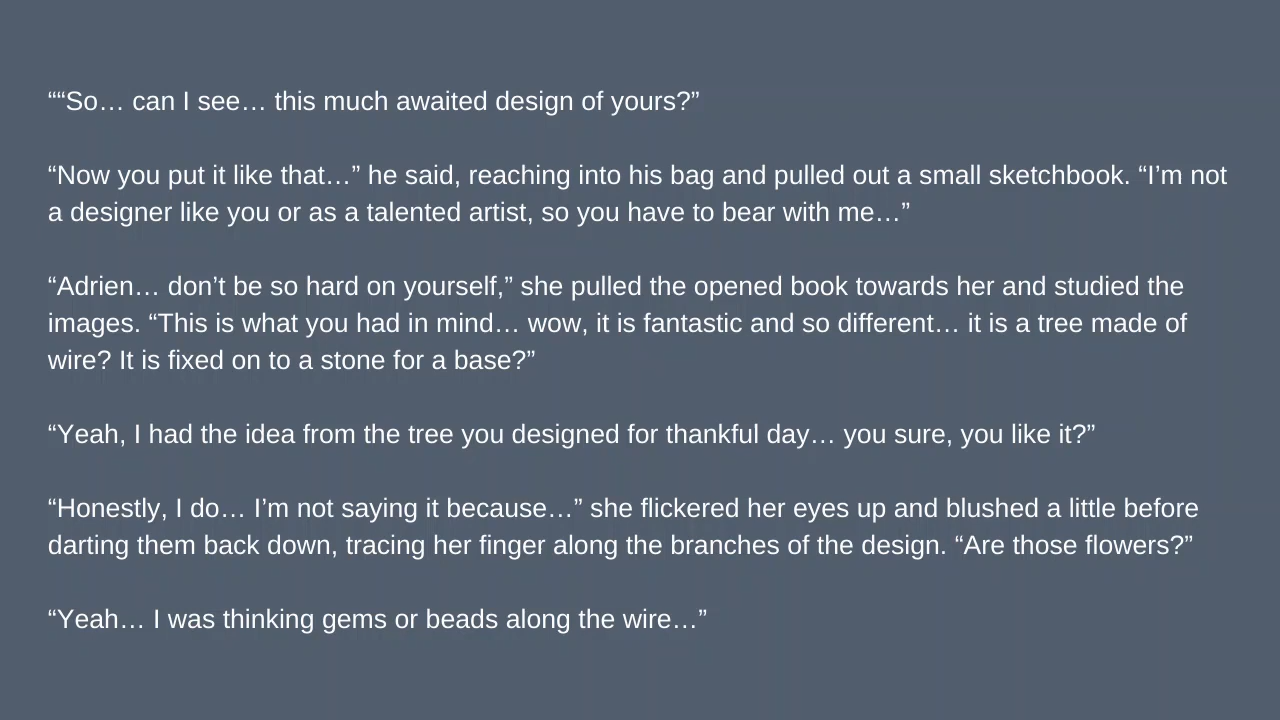 ““So… can I see… this much awaited design of yours?”
“Now you put it like that…” he said, reaching into his bag and pulled out a small sketchbook. “I’m not
a designer like you or as a talented artist, so you have to bear with me…”
“Adrien… don’t be so hard on yourself,” she pulled the opened book towards her and studied the
images. “This is what you had in mind… wow, it is fantastic and so different… it is a tree made of
wire? It is fixed on to a stone for a base?”
“Yeah, I had the idea from the tree you designed for thankful day… you sure, you like it?”
“Honestly, I do… I’m not saying it because…” she flickered her eyes up and blushed a little before
darting them back down, tracing her finger along the branches of the design. “Are those flowers?”
“Yeah… I was thinking gems or beads along the wire…”